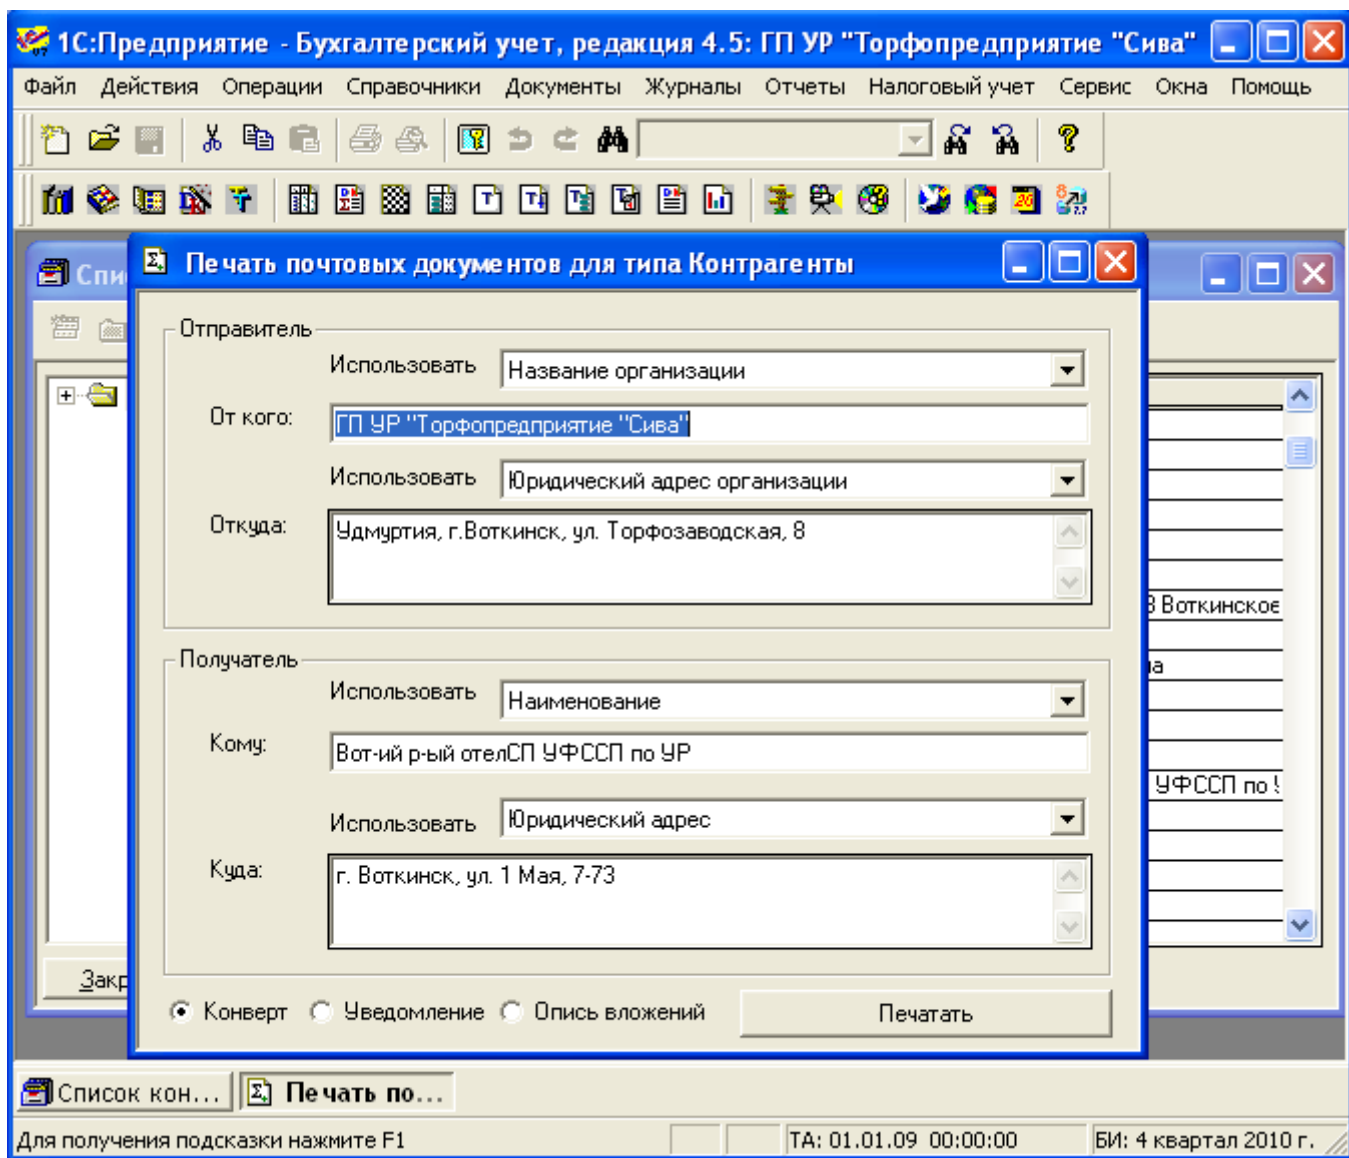 1С:Предприятие - Бухгалтерский учет, редакция 4.5: ГП УР "Торфопредприятие "Сива"
Файл Действия Операции Справочники Документы Журналы Отчеты Налоговый учет Сервис Окна Помощь
Печать почтовых документов для типа Контрагенты
Отправитель
Использовать Название организации
От кого: ГП УР "Торфопредприятие "Сива"
Использовать Юридический адрес организации
Откуда: Удмуртия, г.Воткинск, ул. Торфозаводская, 8
Воткинское
Получатель
Использовать Наименование
Кому: Вот-ий р-ый отелСП УФССП по УР
УФССП по
Использовать Юридический адрес
Куда: г. Воткинск, ул. 1 Мая, 7-73
Закр
Конверт Уведомление Опись вложений Печатать
Список кон... Печать по...
Для получения подсказки нажмите F1 ТА: 01.01.09 00:00:00 БИ: 4 квартал 2010 г.